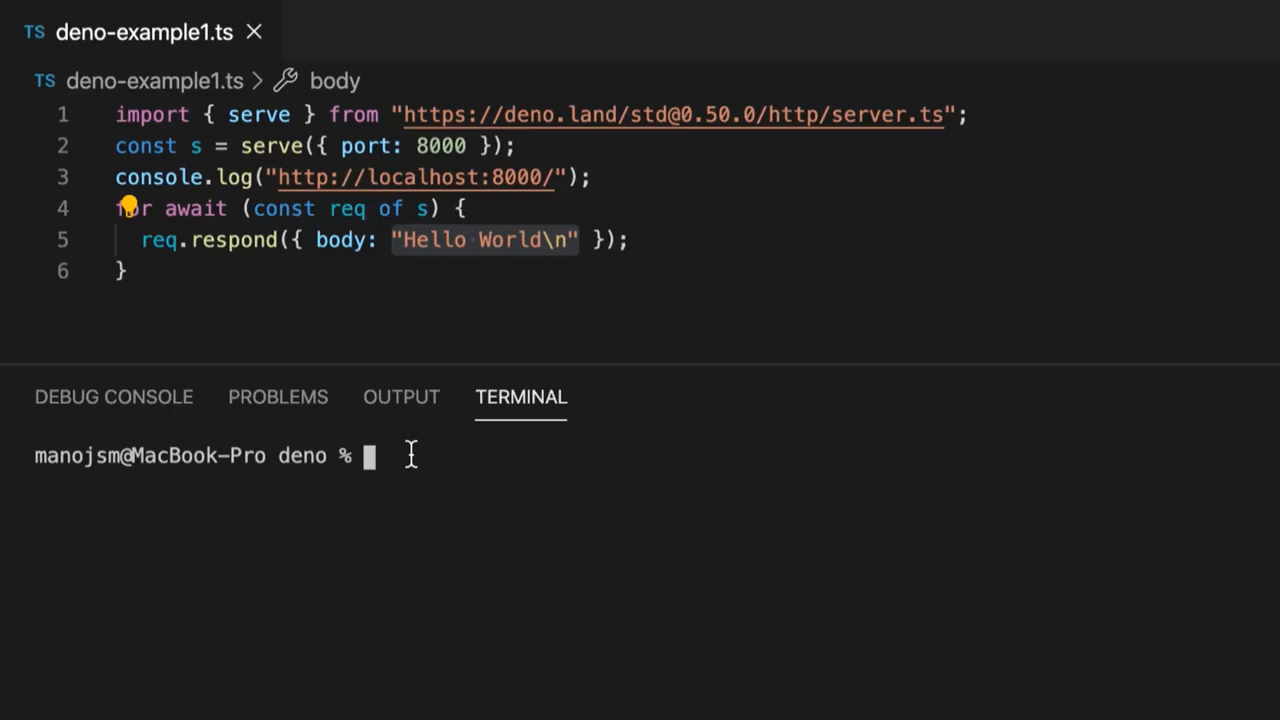 TS deno-example1.ts
TS deno-example1.ts > body
1 import { serve } from "https://deno.land/std@0.50.0/http/server.ts";
2 const s = serve({ port: 8000 });
3 console.log("http://localhost:8000/");
4 for await (const req of s) {
5 req.respond({ body: "Hello World\n" });
6 }
DEBUG CONSOLE PROBLEMS OUTPUT TERMINAL
manojsm@MacBook-Pro deno %